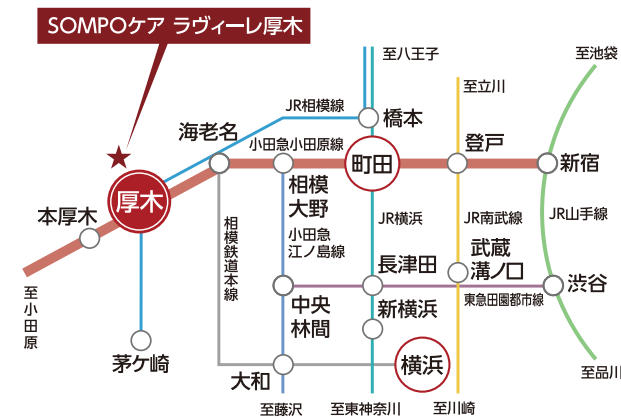 SOMPOケア ラヴィーレ厚木
至八王子
至池袋
至立川
JR相模線
橋本
海老名
小田急小田原線
登戸
町田
新宿
相模
大野
厚木
本厚木
相模鉄道本線
小田急
江ノ島線
JR横浜
JR南武線
JR山手線
武蔵
溝ノ口
長津田
渋谷
東急田園都市線
至小田原
中央
林間
新横浜
茅ケ崎
大和
横浜
至品川
至藤沢
至東神奈川
至川崎